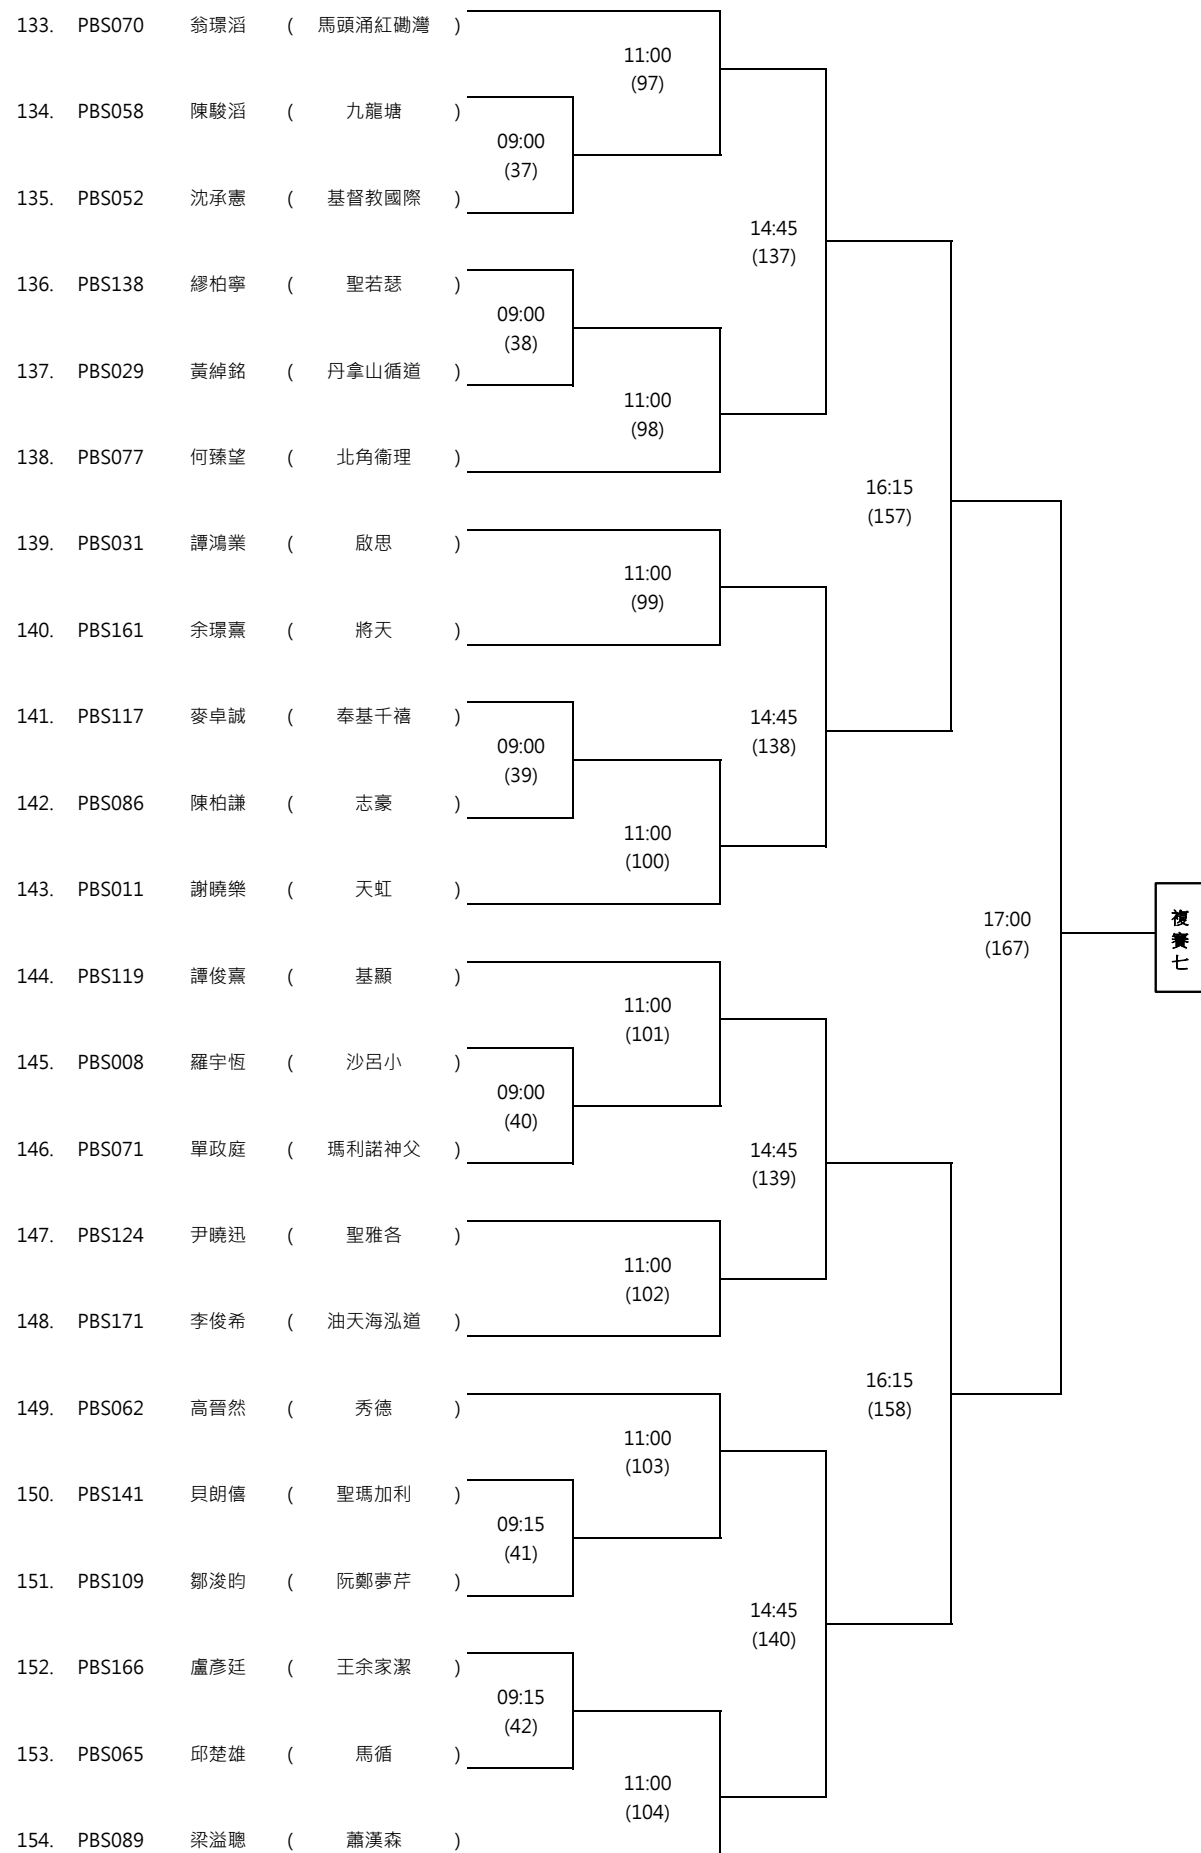 133. PBS070 翁璟滔 ( 馬頭涌紅磡灣 )
11:00
(97)
134. PBS058 陳駿滔 ( 九龍塘 )
09:00
(37)
135. PBS052 沈承憲 ( 基督教國際 )
14:45
(137)
136. PBS138 繆柏寧 ( 聖若瑟 )
09:00
(38)
137. PBS029 黃綽銘 ( 丹拿山循道 )
11:00
(98)
138. PBS077 何臻望 ( 北角衞理 )
16:15
(157)
139. PBS031 譚鴻業 ( 啟思 )
11:00
(99)
140. PBS161 余璟熹 ( 將天 )
141. PBS117 麥卓誠 ( 奉基千禧 )
14:45
(138)
09:00
(39)
142. PBS086 陳柏謙 ( 志豪 )
11:00
(100)
143. PBS011 謝曉樂 ( 天虹 )
17:00
(167)
複賽七
144. PBS119 譚俊熹 ( 基顯 )
11:00
(101)
145. PBS008 羅宇恆 ( 沙呂小 )
09:00
(40)
146. PBS071 單政庭 ( 瑪利諾神父 )
14:45
(139)
147. PBS124 尹曉迅 ( 聖雅各 )
11:00
(102)
148. PBS171 李俊希 ( 油天海泓道 )
16:15
(158)
149. PBS062 高晉然 ( 秀德 )
11:00
(103)
150. PBS141 貝朗僖 ( 聖瑪加利 )
09:15
(41)
151. PBS109 鄒浚昀 ( 阮鄭夢芹 )
14:45
(140)
152. PBS166 盧彥廷 ( 王余家潔 )
09:15
(42)
153. PBS065 邱楚雄 ( 馬循 )
11:00
(104)
154. PBS089 梁溢聰 ( 蕭漢森 )